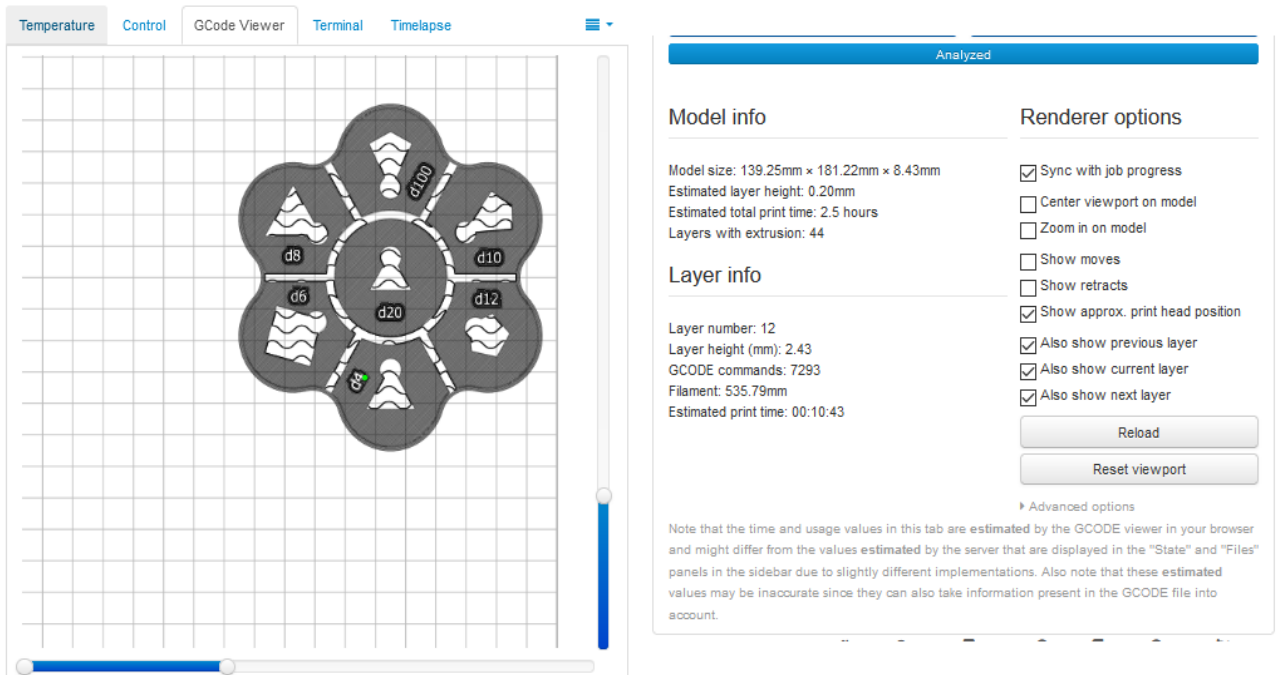 Temperature
Control
GCode Viewer
Terminal
Timelapse
d100
d8
d10
d6
d12
d20
d4
Analyzed
Model info
Model size: 139.25mm × 181.22mm × 8.43mm
Estimated layer height: 0.20mm
Estimated total print time: 2.5 hours
Layers with extrusion: 44
Layer info
Layer number: 12
Layer height (mm): 2.43
GCODE commands: 7293
Filament: 535.79mm
Estimated print time: 00:10:43
Renderer options
Sync with job progress
Center viewport on model
Zoom in on model
Show moves
Show retracts
Show approx. print head position
Also show previous layer
Also show current layer
Also show next layer
Reload
Reset viewport
Advanced options
Note that the time and usage values in this tab are estimated by the GCODE viewer in your browser
and might differ from the values estimated by the server that are displayed in the "State" and "Files"
panels in the sidebar due to slightly different implementations. Also note that these estimated
values may be inaccurate since they can also take information present in the GCODE file into
account.